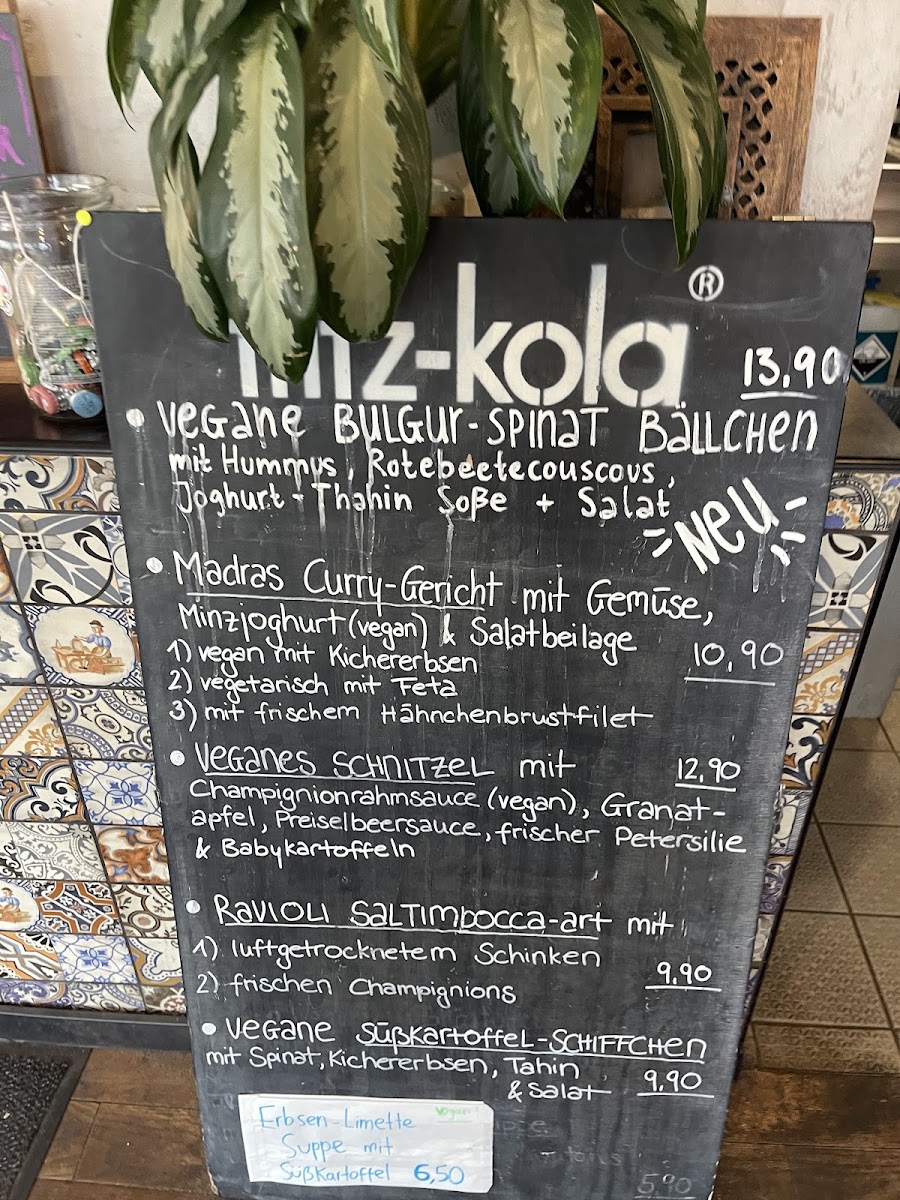 -kola®
13,90
• VEGANE BULGUR-SPINAT BÄLLCHEN
mit Hummus, Rotebeetecouscous,
Joghurt-Thahin Soße + Salat
NEU
• Madras Curry-Gericht mit Gemüse,
Minzjoghurt (vegan) & Salatbeilage
10,90
1) vegan mit Kichererbsen
2) vegetarisch mit Feta
3) mit frischem Hähnchenbrustfilet
• VEGANES SCHNITZEL mit 12,90
Champignionrahmsauce (vegan), Granat-
apfel, Preiselbeersauce, frischer Petersilie
& Babykartoffeln
• RAVIOLI SALTIMBOCCA-art mit
1) luftgetrocknetem Schinken
9,90
2) frischen Champignions
• VEGANE SÜßKARTOFFEL-SCHIFFCHEN
mit Spinat, Kichererbsen, Tahin
& Salat 9,90
Erbsen-Limette vegan!
Suppe mit
Süßkartoffel 6,50
5,90